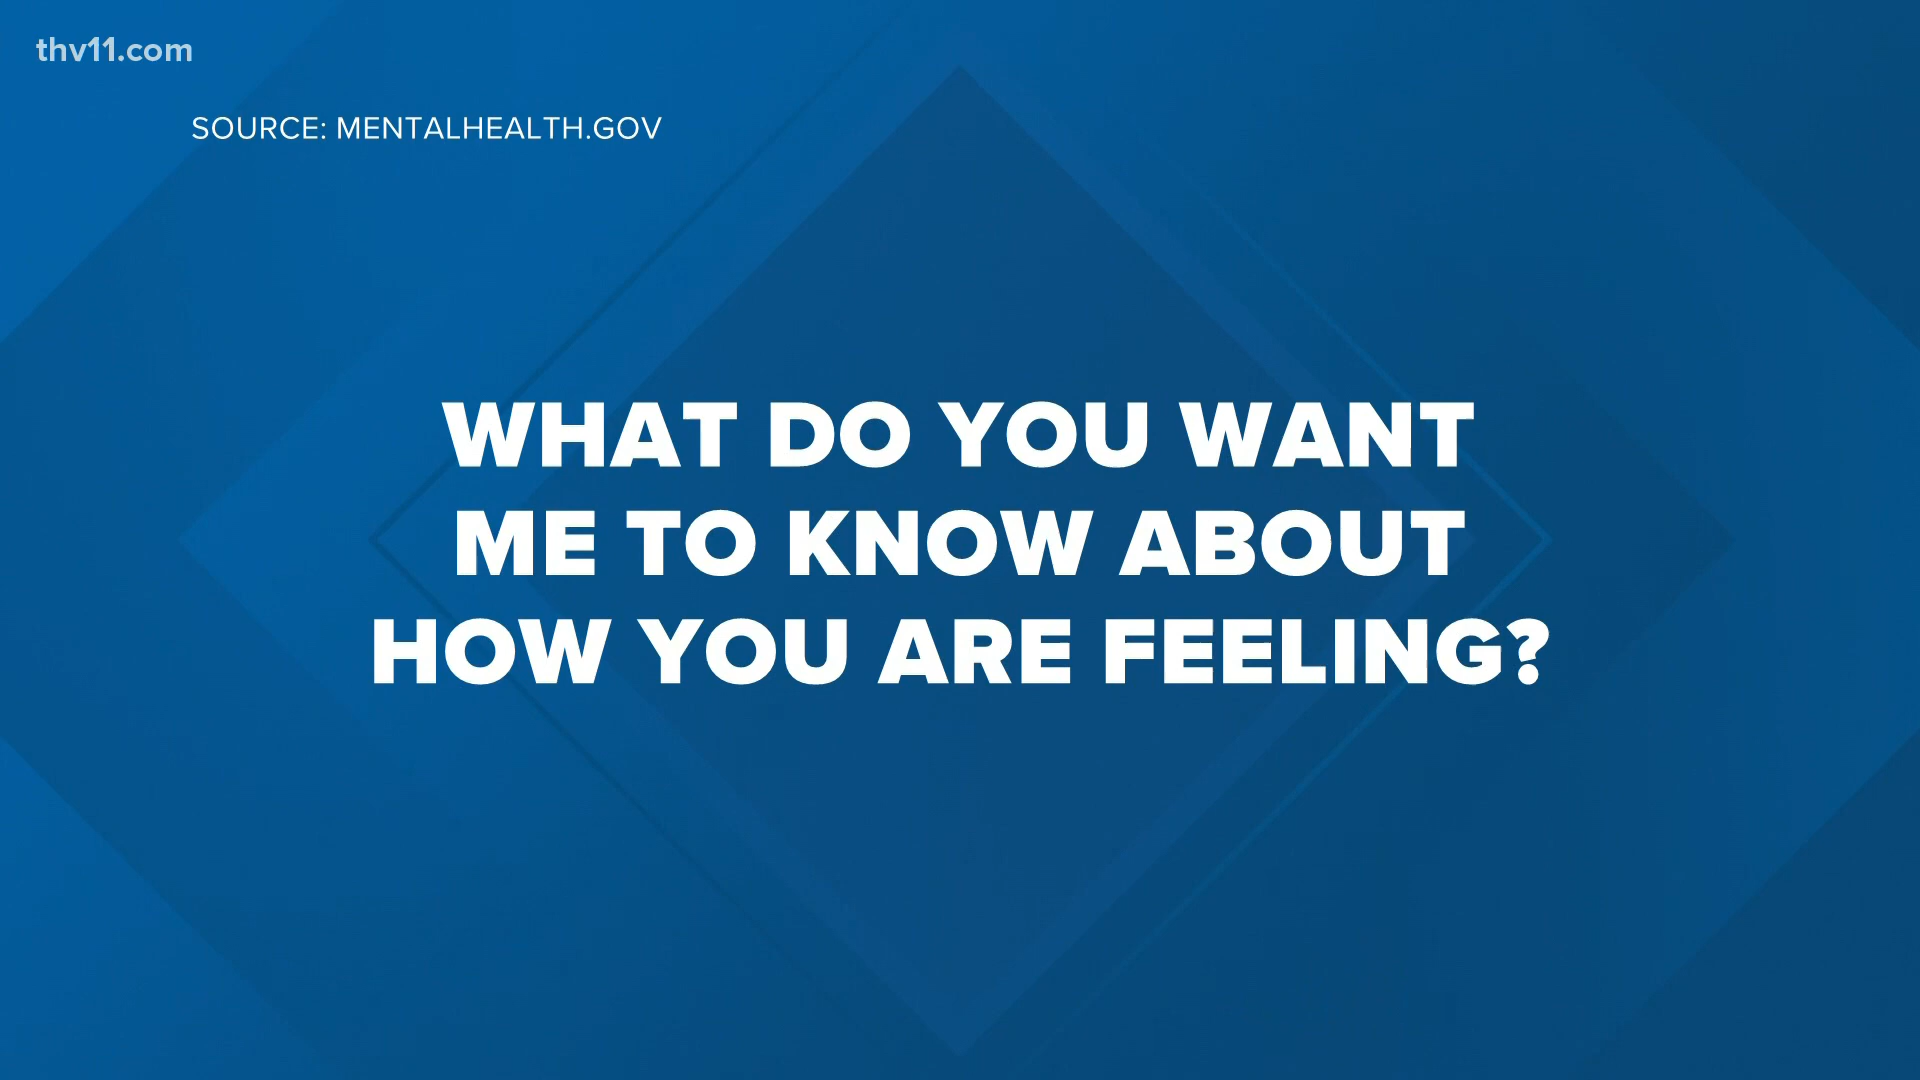 thv11.com
SOURCE: MENTALHEALTH.GOV
WHAT DO YOU WANT
ME TO KNOW ABOUT
HOW YOU ARE FEELING?